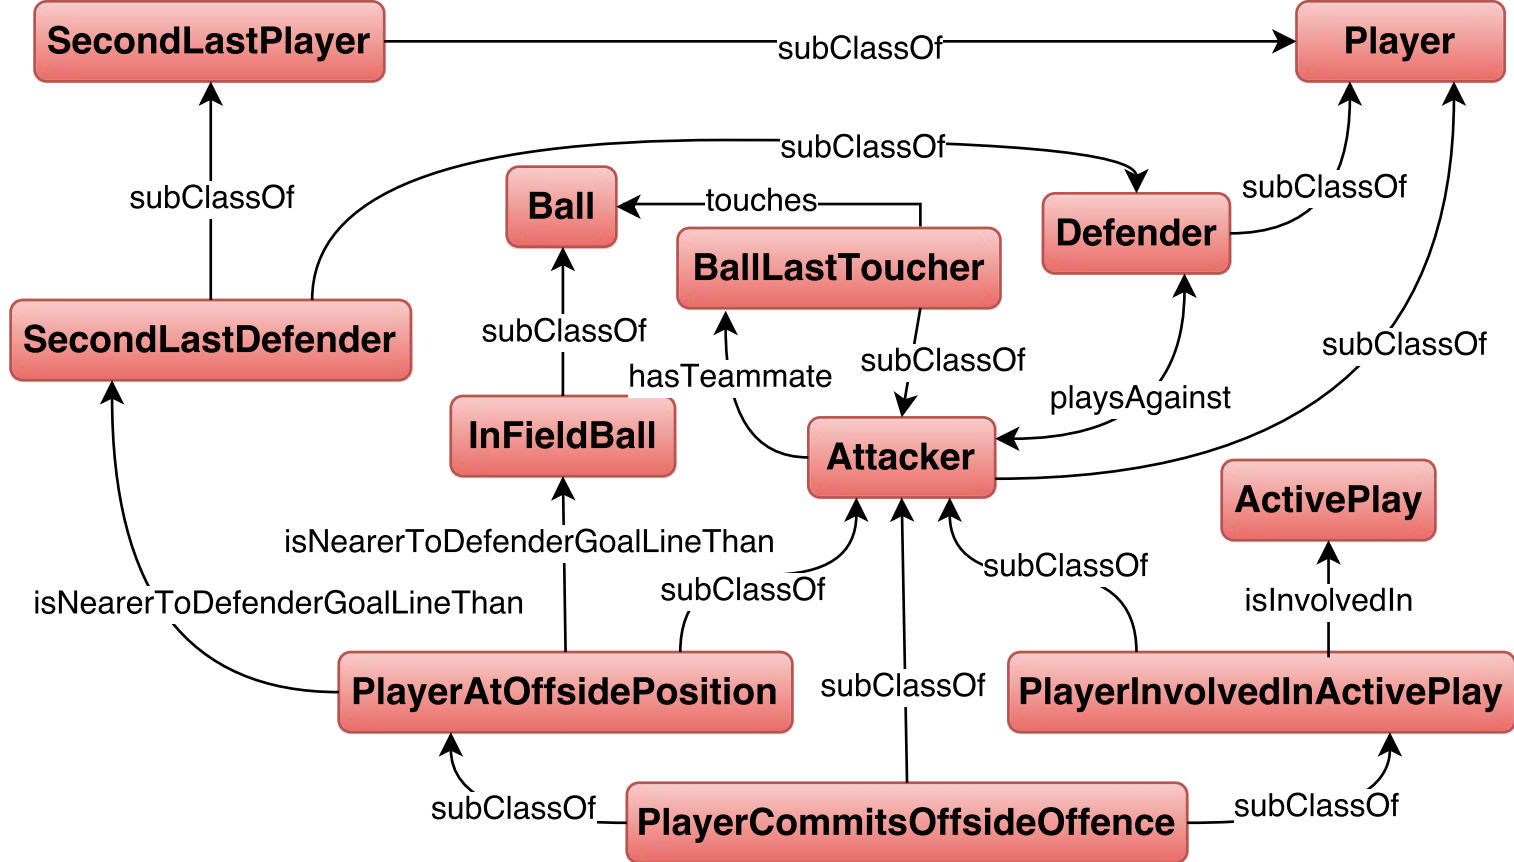 SecondLastPlayer
subClassOf
Player
subClassOf
subClassOf
Ball
touches
subClassOf
Defender
BallLastToucher
SecondLastDefender
subClassOf
subClassOf
subClassOf
hasTeammate
playsAgainst
InFieldBall
Attacker
ActivePlay
isNearerToDefenderGoalLineThan
subClassOf
subClassOf
isInvolvedIn
isNearerToDefenderGoalLineThan
PlayerAtOffsidePosition
subClassOf
PlayerInvolvedInActivePlay
subClassOf
PlayerCommitsOffsideOffence
subClassOf